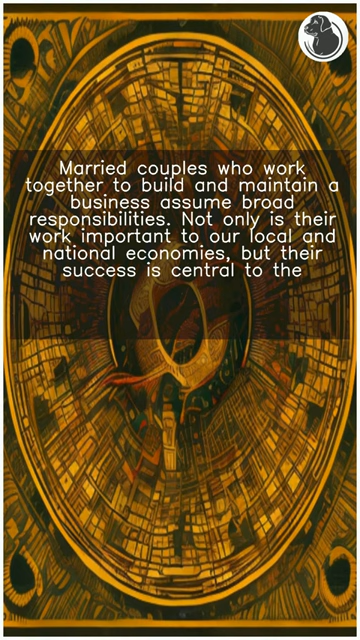 Married couples who work
together to build and maintain a
business assume broad
responsibilities. Not only is their
work important to our local and
national economies, but their
success is central to the